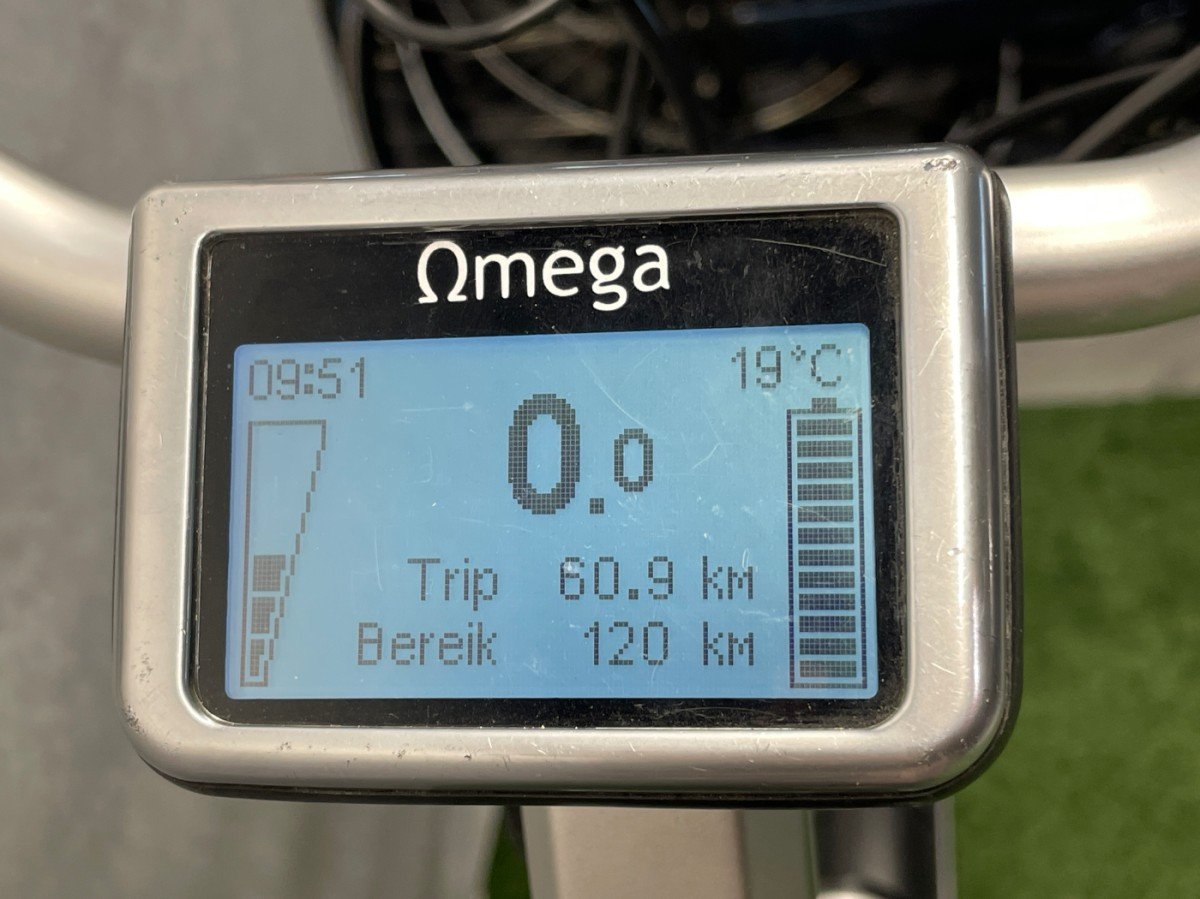 Ωmega
09:51 19°C
0.0
Trip 60.9 km
Bereik 120 km